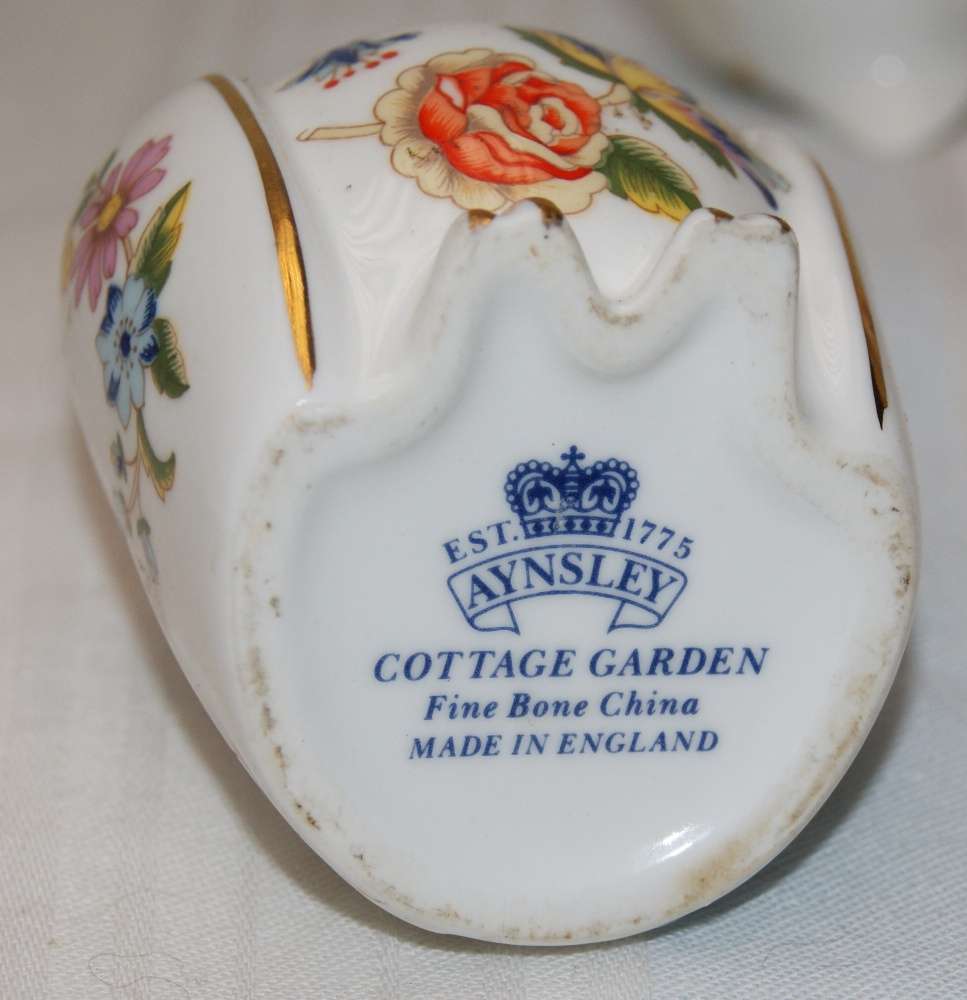 EST. 1775
AYNSLEY
COTTAGE GARDEN
Fine Bone China
MADE IN ENGLAND